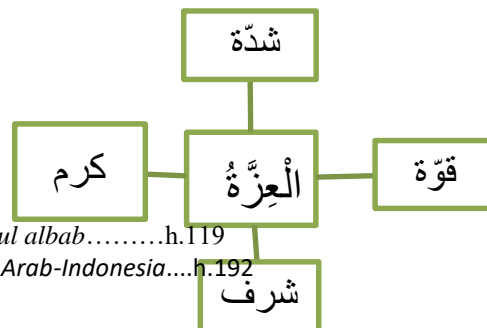 شدّة
كرم
الْعِزَّةُ
قوّة
ul albab………h.119
Arab-Indonesia....h.192
شرف